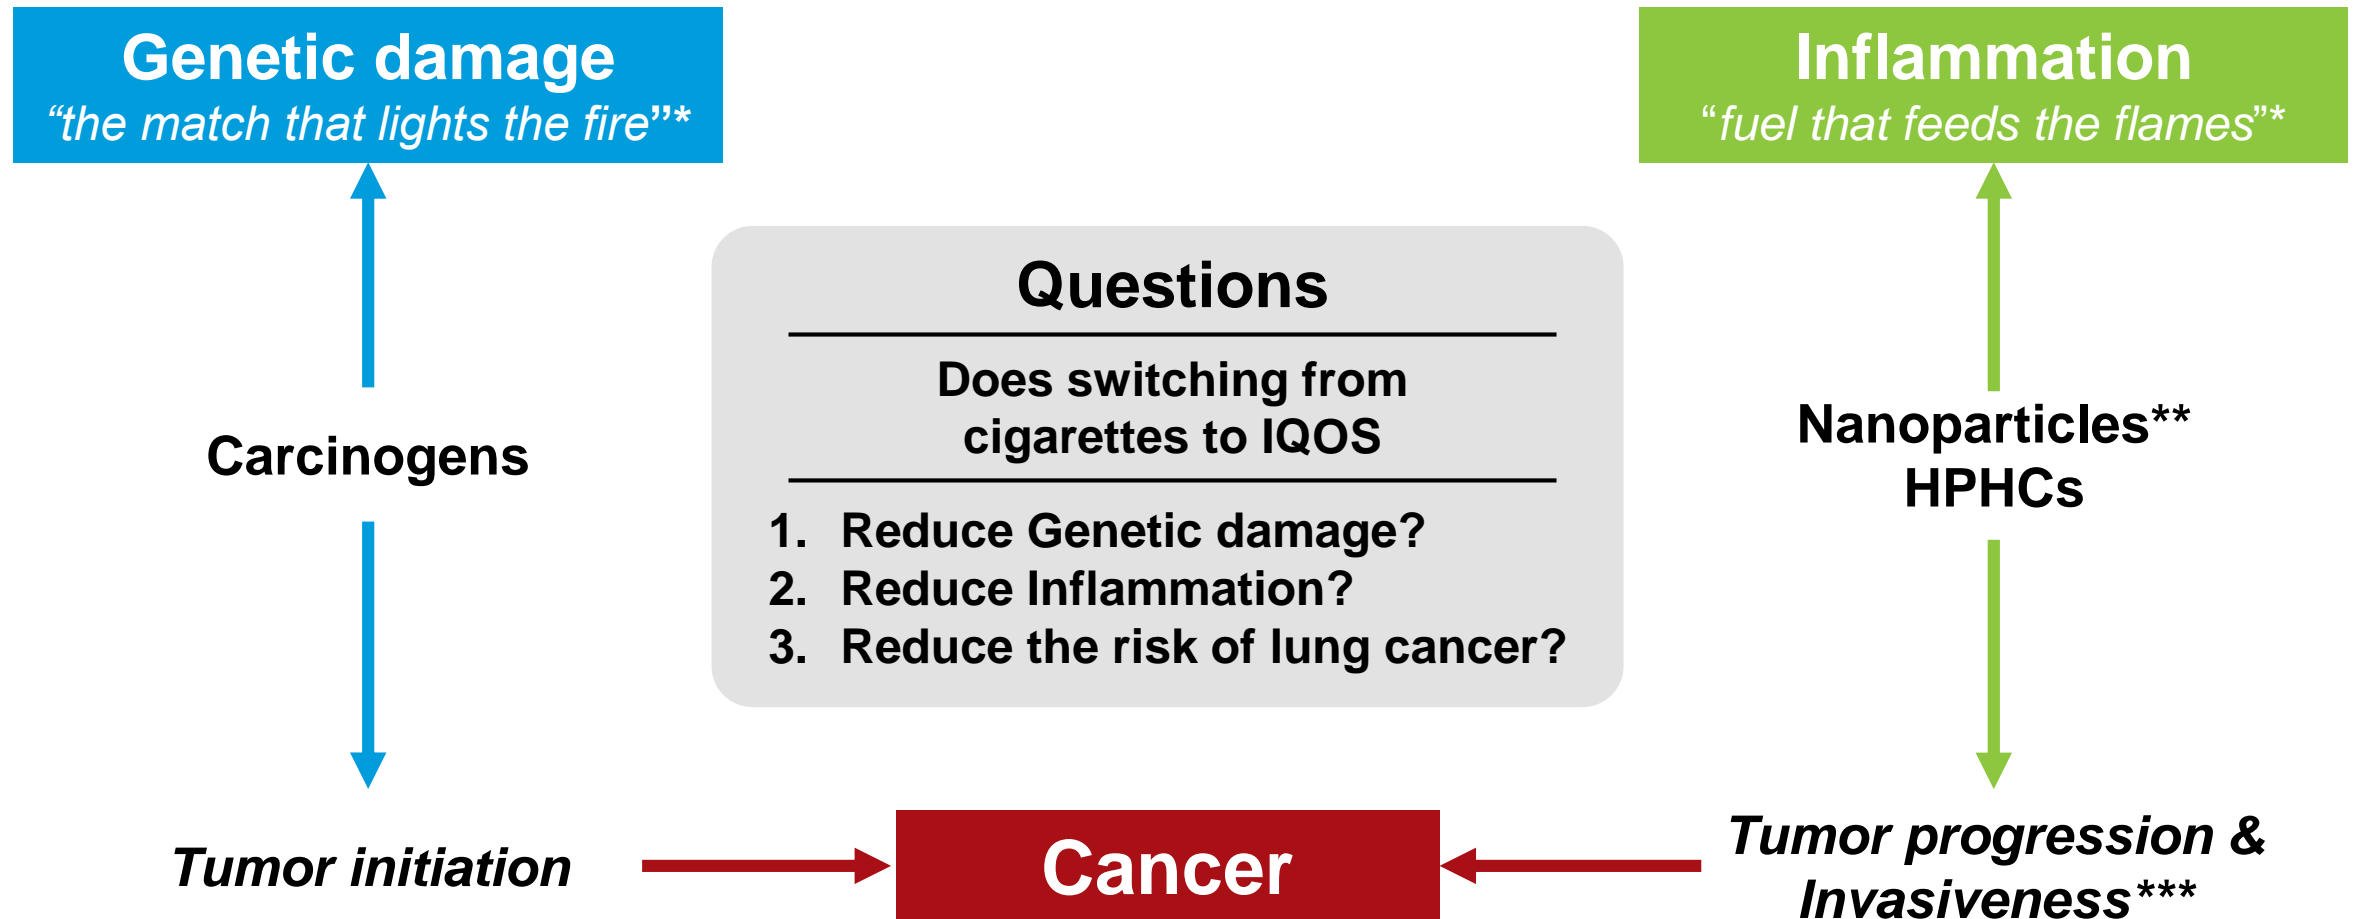 Genetic damage
“the match that lights the fire”*
Inflammation
“fuel that feeds the flames”*
Questions
Does switching from
cigarettes to IQOS
1. Reduce Genetic damage?
2. Reduce Inflammation?
3. Reduce the risk of lung cancer?
Carcinogens
Nanoparticles**
HPHCs
Tumor initiation
Cancer
Tumor progression &
Invasiveness***